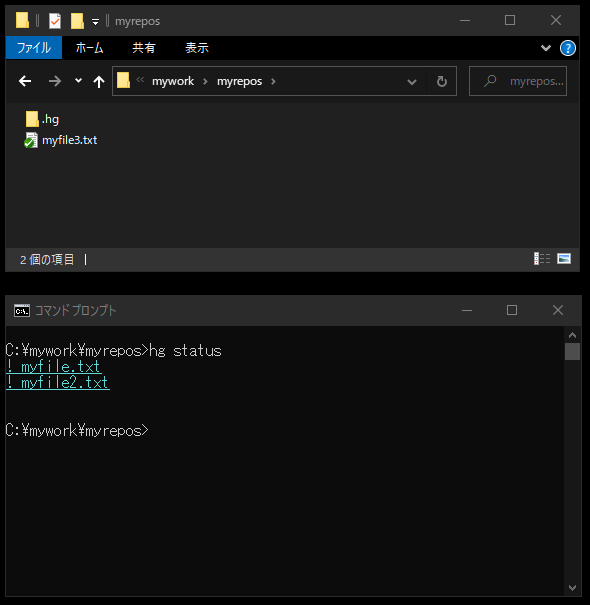 myrepos
ファイル ホーム 共有 表示
mywork > myrepos > myrepos...
.hg
myfile3.txt
2 個の項目
コマンド プロンプト
C:¥mywork¥myrepos>hg status
! myfile.txt
! myfile2.txt
C:¥mywork¥myrepos>